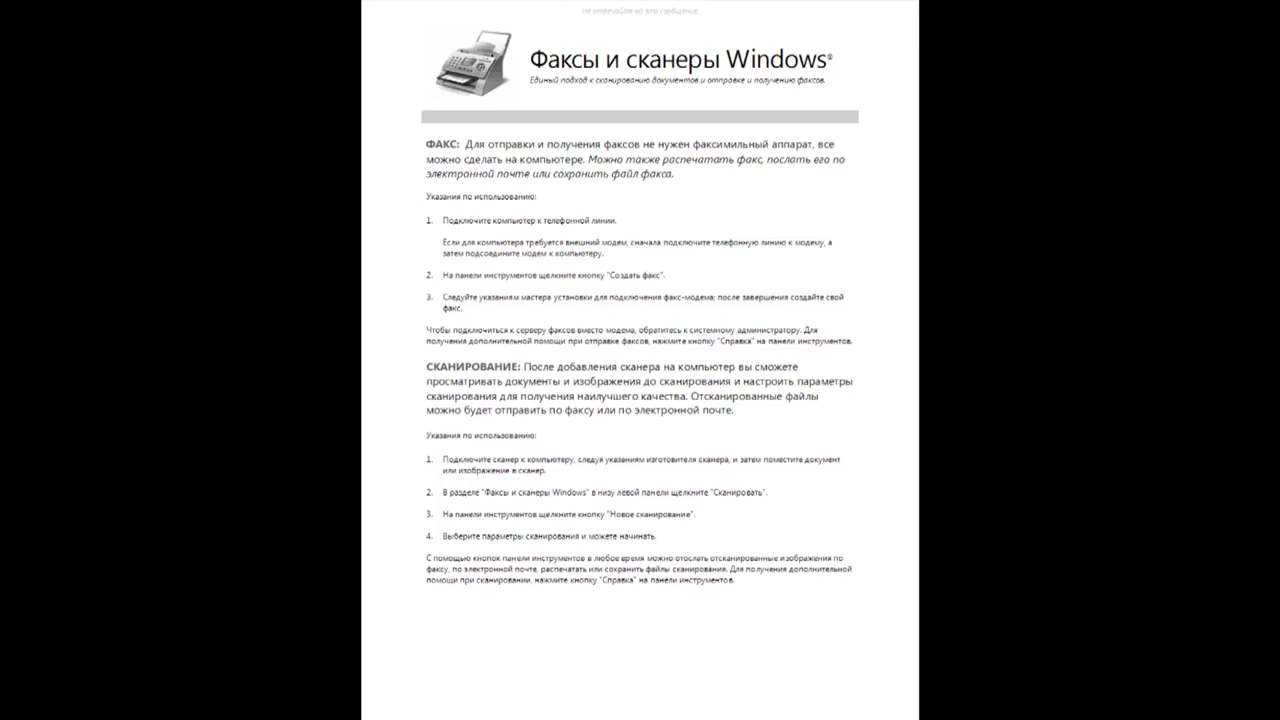 Не отвечайте на это сообщение.
Факсы и сканеры Windows®
Единый подход к сканированию документов и отправке и получению факсов.
ФАКС: Для отправки и получения факсов не нужен факсимильный аппарат, все
можно сделать на компьютере. Можно также распечатать факс, послать его по
электронной почте или сохранить файл факса.
Указания по использованию:
1. Подключите компьютер к телефонной линии.
Если для компьютера требуется внешний модем, сначала подключите телефонную линию к модему, а
затем подсоедините модем к компьютеру.
2. На панели инструментов щелкните кнопку "Создать факс".
3. Следуйте указаниям мастера установки для подключения факс-модема; после завершения создайте свой
факс.
Чтобы подключиться к серверу факсов вместо модема, обратитесь к системному администратору. Для
получения дополнительной помощи при отправке факсов, нажмите кнопку "Справка" на панели инструментов.
СКАНИРОВАНИЕ: После добавления сканера на компьютер вы сможете
просматривать документы и изображения до сканирования и настроить параметры
сканирования для получения наилучшего качества. Отсканированные файлы
можно будет отправить по факсу или по электронной почте.
Указания по использованию:
1. Подключите сканер к компьютеру, следуя указаниям изготовителя сканера, и затем поместите документ
или изображение в сканер.
2. В разделе "Факсы и сканеры Windows" в низу левой панели щелкните "Сканировать".
3. На панели инструментов щелкните кнопку "Новое сканирование".
4. Выберите параметры сканирования и можете начинать.
С помощью кнопок панели инструментов в любое время можно отослать отсканированные изображения по
факсу, по электронной почте, распечатать или сохранить файлы сканирования. Для получения дополнительной
помощи при сканировании, нажмите кнопку "Справка" на панели инструментов.